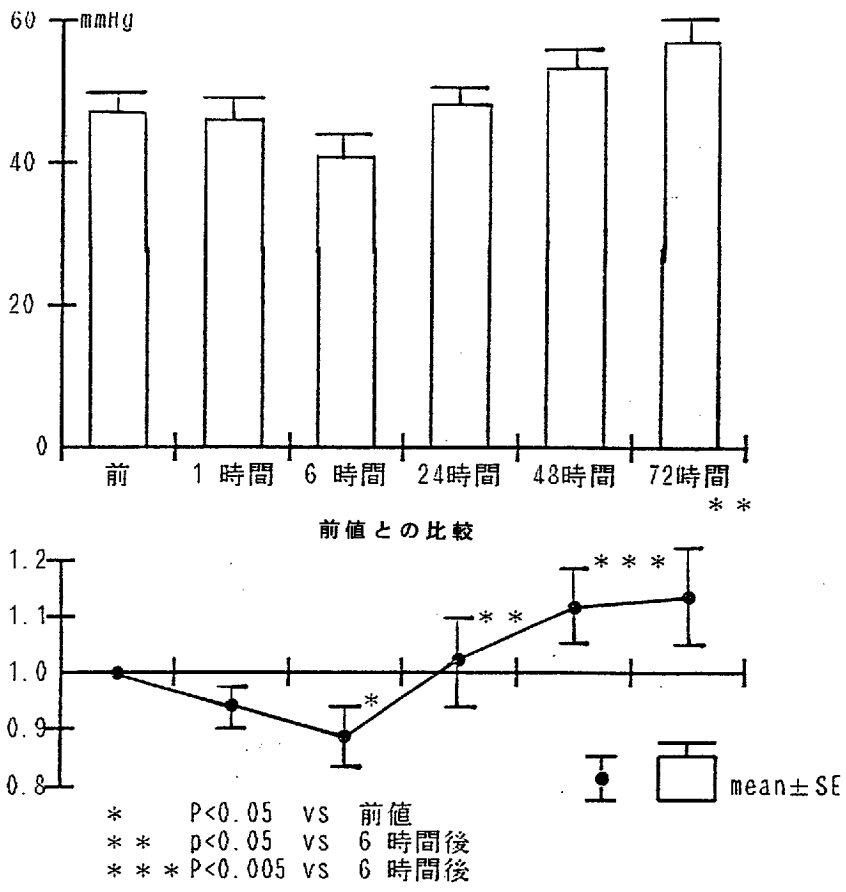 60 mmHg
40
20
0
前 1 時間 6 時間 24時間 48時間 72時間
* *
前値との比較
1.2
* * *
1.1
* *
1.0
*
0.9
0.8
mean±SE
* P<0.05 vs 前値
* * p<0.05 vs 6 時間後
* * * P<0.005 vs 6 時間後